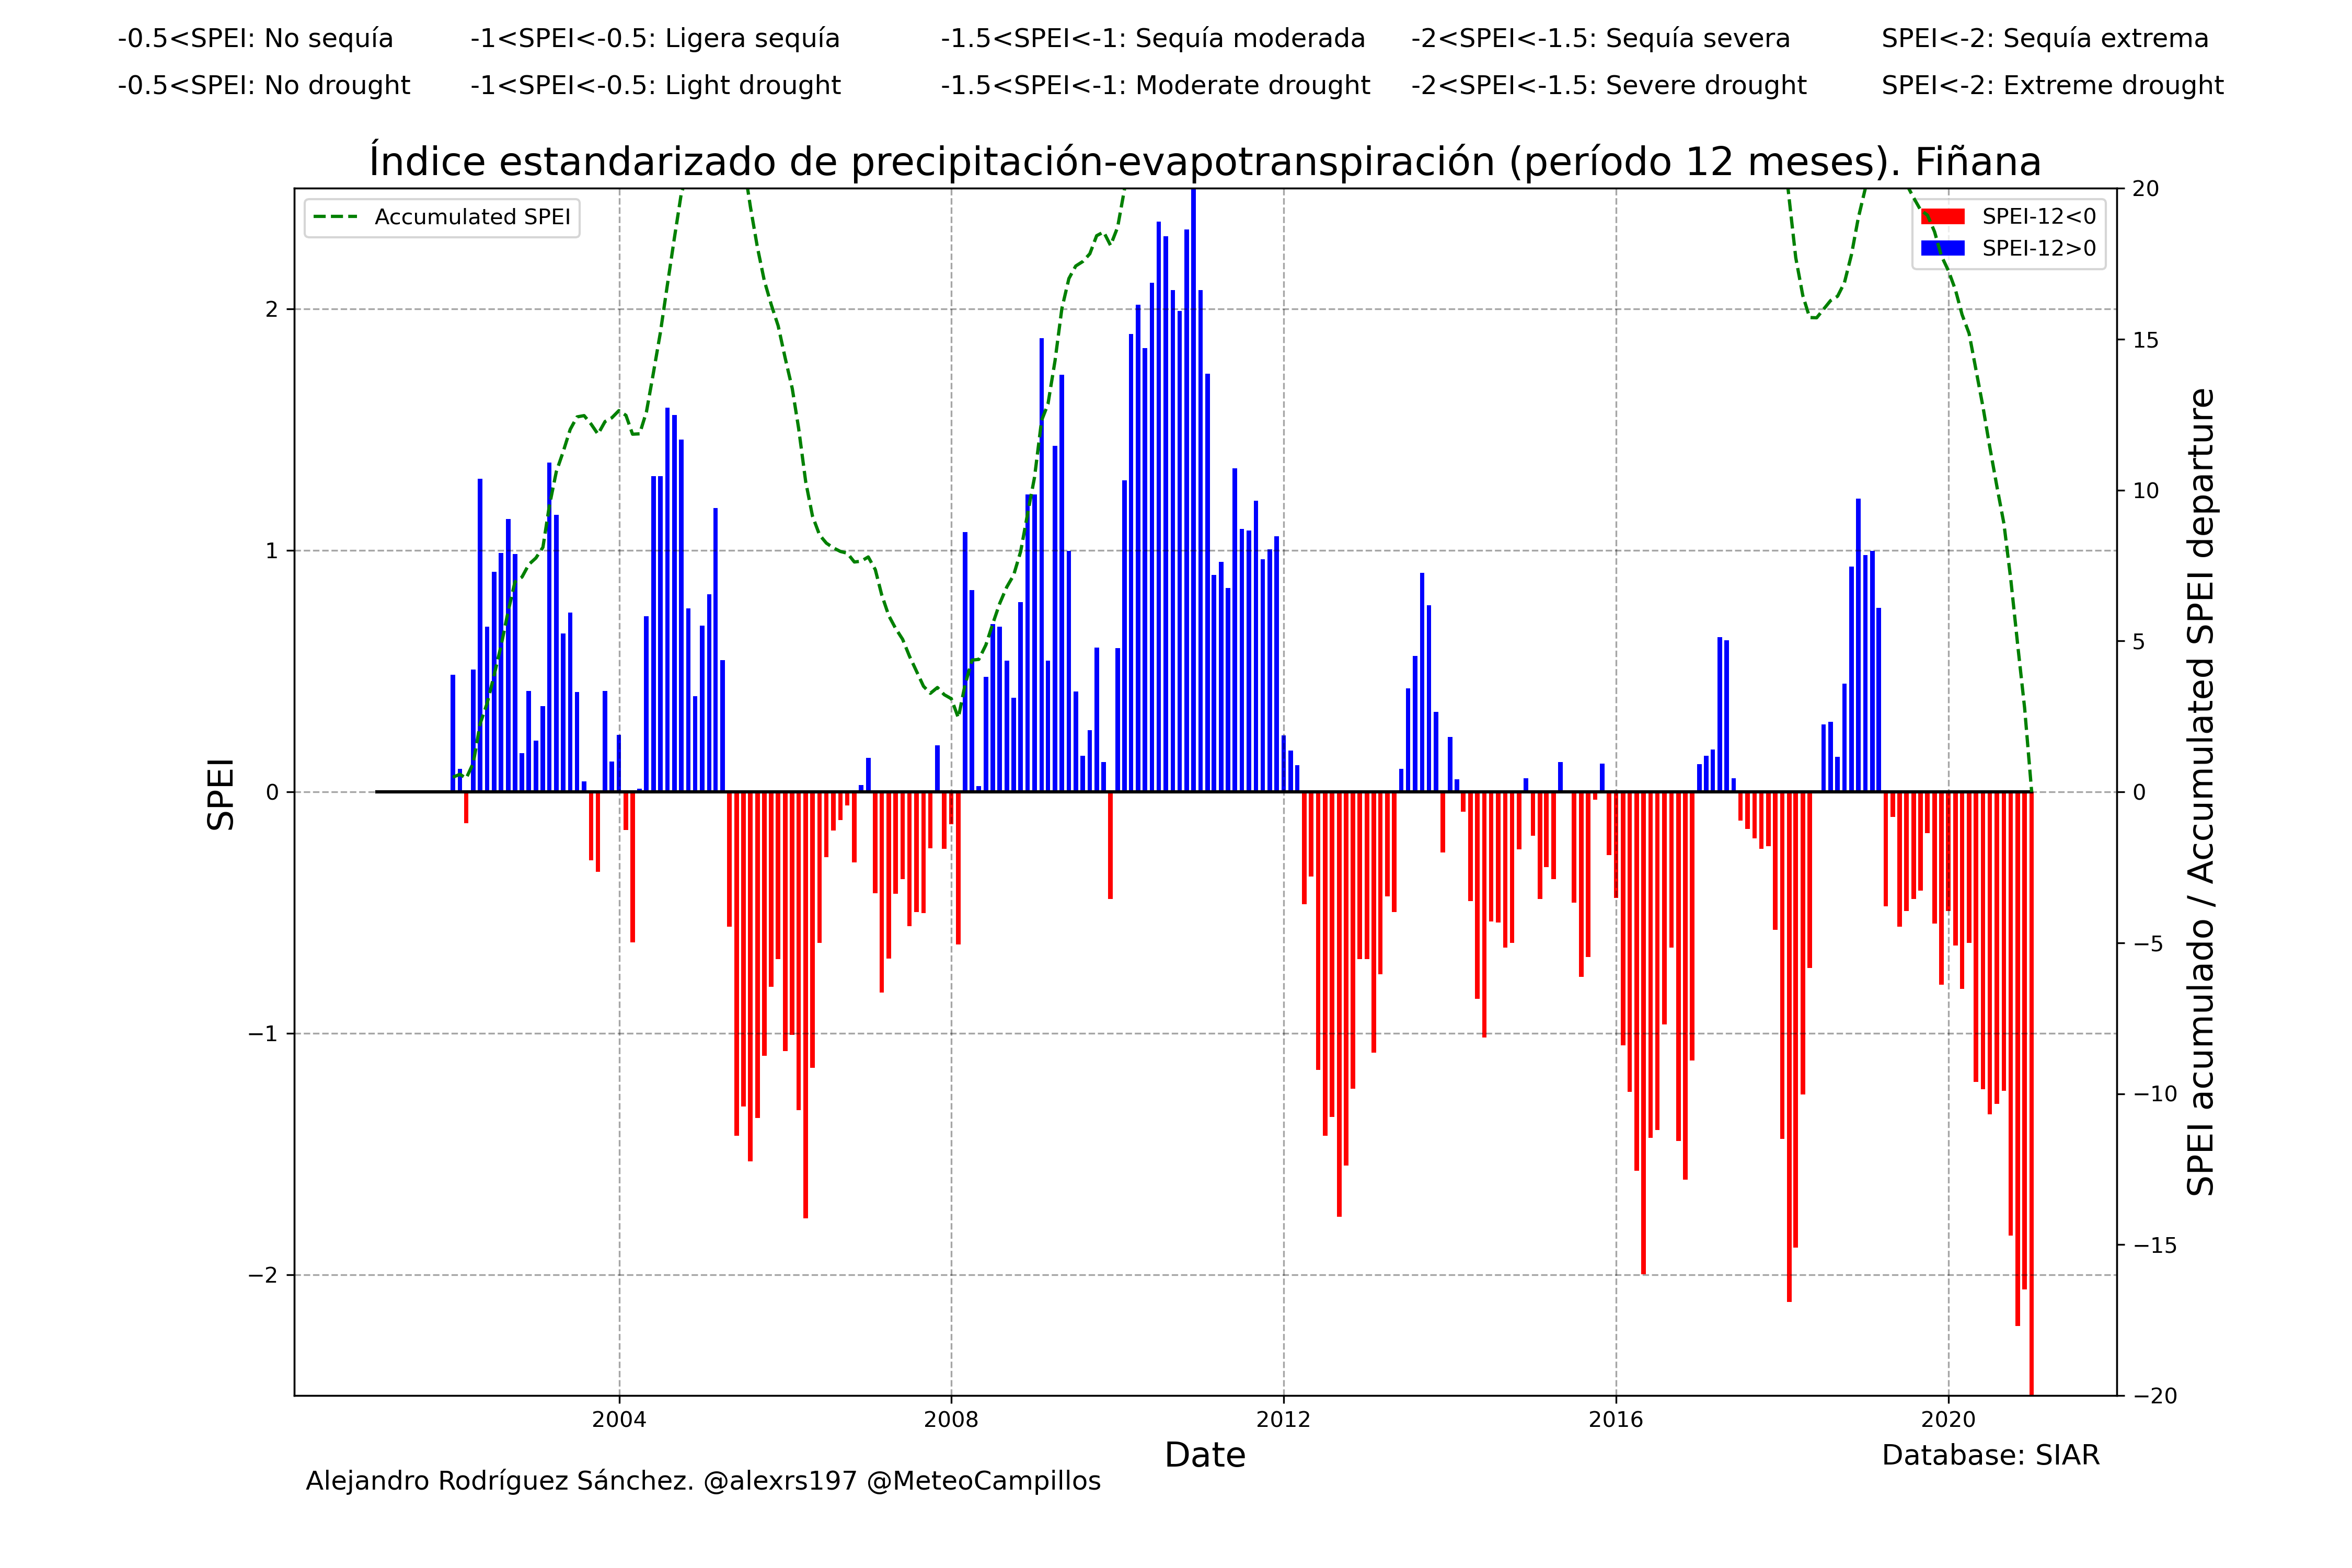 -0.5<SPEI: No sequía -1<SPEI<-0.5: Ligera sequía -1.5<SPEI<-1: Sequía moderada -2<SPEI<-1.5: Sequía severa SPEI<-2: Sequía extrema
-0.5<SPEI: No drought -1<SPEI<-0.5: Light drought -1.5<SPEI<-1: Moderate drought -2<SPEI<-1.5: Severe drought SPEI<-2: Extreme drought
Índice estandarizado de precipitación-evapotranspiración (período 12 meses). Fiñana
Accumulated SPEI
SPEI-12<0
SPEI-12>0
SPEI
2
1
0
−1
−2
20
15
10
5
0
−5
−10
−15
−20
SPEI acumulado / Accumulated SPEI departure
2004 2008 2012 2016 2020
Date
Database: SIAR
Alejandro Rodríguez Sánchez. @alexrs197 @MeteoCampillos